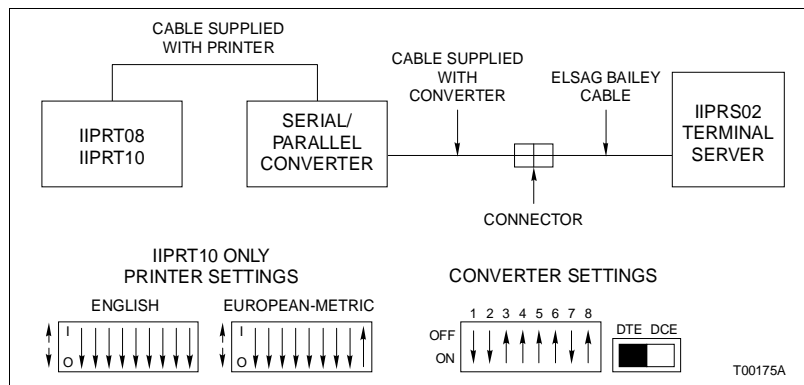 CABLE SUPPLIED
WITH PRINTER
CABLE SUPPLIED
WITH
CONVERTER
ELSAG BAILEY
CABLE
IIPRT08
IIPRT10
SERIAL/
PARALLEL
CONVERTER
IIPRS02
TERMINAL
SERVER
CONNECTOR
IIPRT10 ONLY
PRINTER SETTINGS
ENGLISH
I
O
EUROPEAN-METRIC
I
O
CONVERTER SETTINGS
1 2 3 4 5 6 7 8
OFF
ON
DTE DCE
T00175A